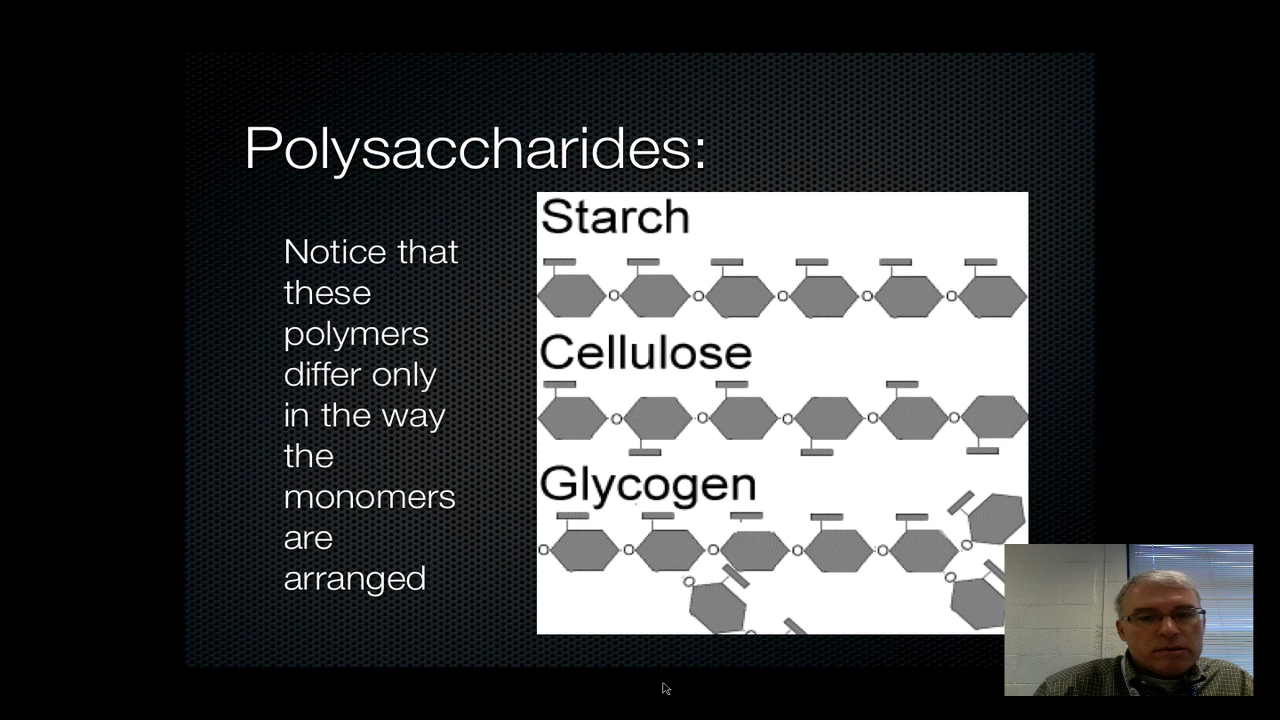 Polysaccharides:
Notice that
these
polymers
differ only
in the way
the
monomers
are
arranged
Starch
O O O O O
Cellulose
O O O O O
Glycogen
O O O O O O
O O
O